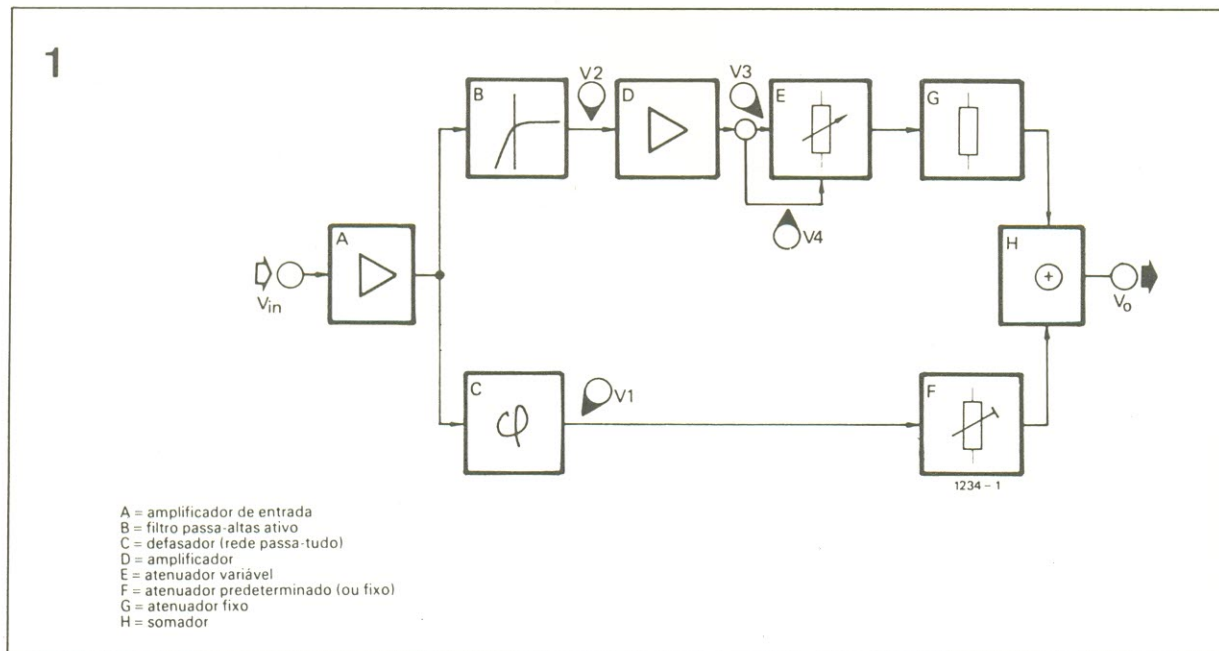 1
B
V2
D
V3
E
G
V4
A
Vin
H
+
Vo
C
φ
V1
F
1234 - 1
A = amplificador de entrada
B = filtro passa-altas ativo
C = defasador (rede passa-tudo)
D = amplificador
E = atenuador variável
F = atenuador predeterminado (ou fixo)
G = atenuador fixo
H = somador